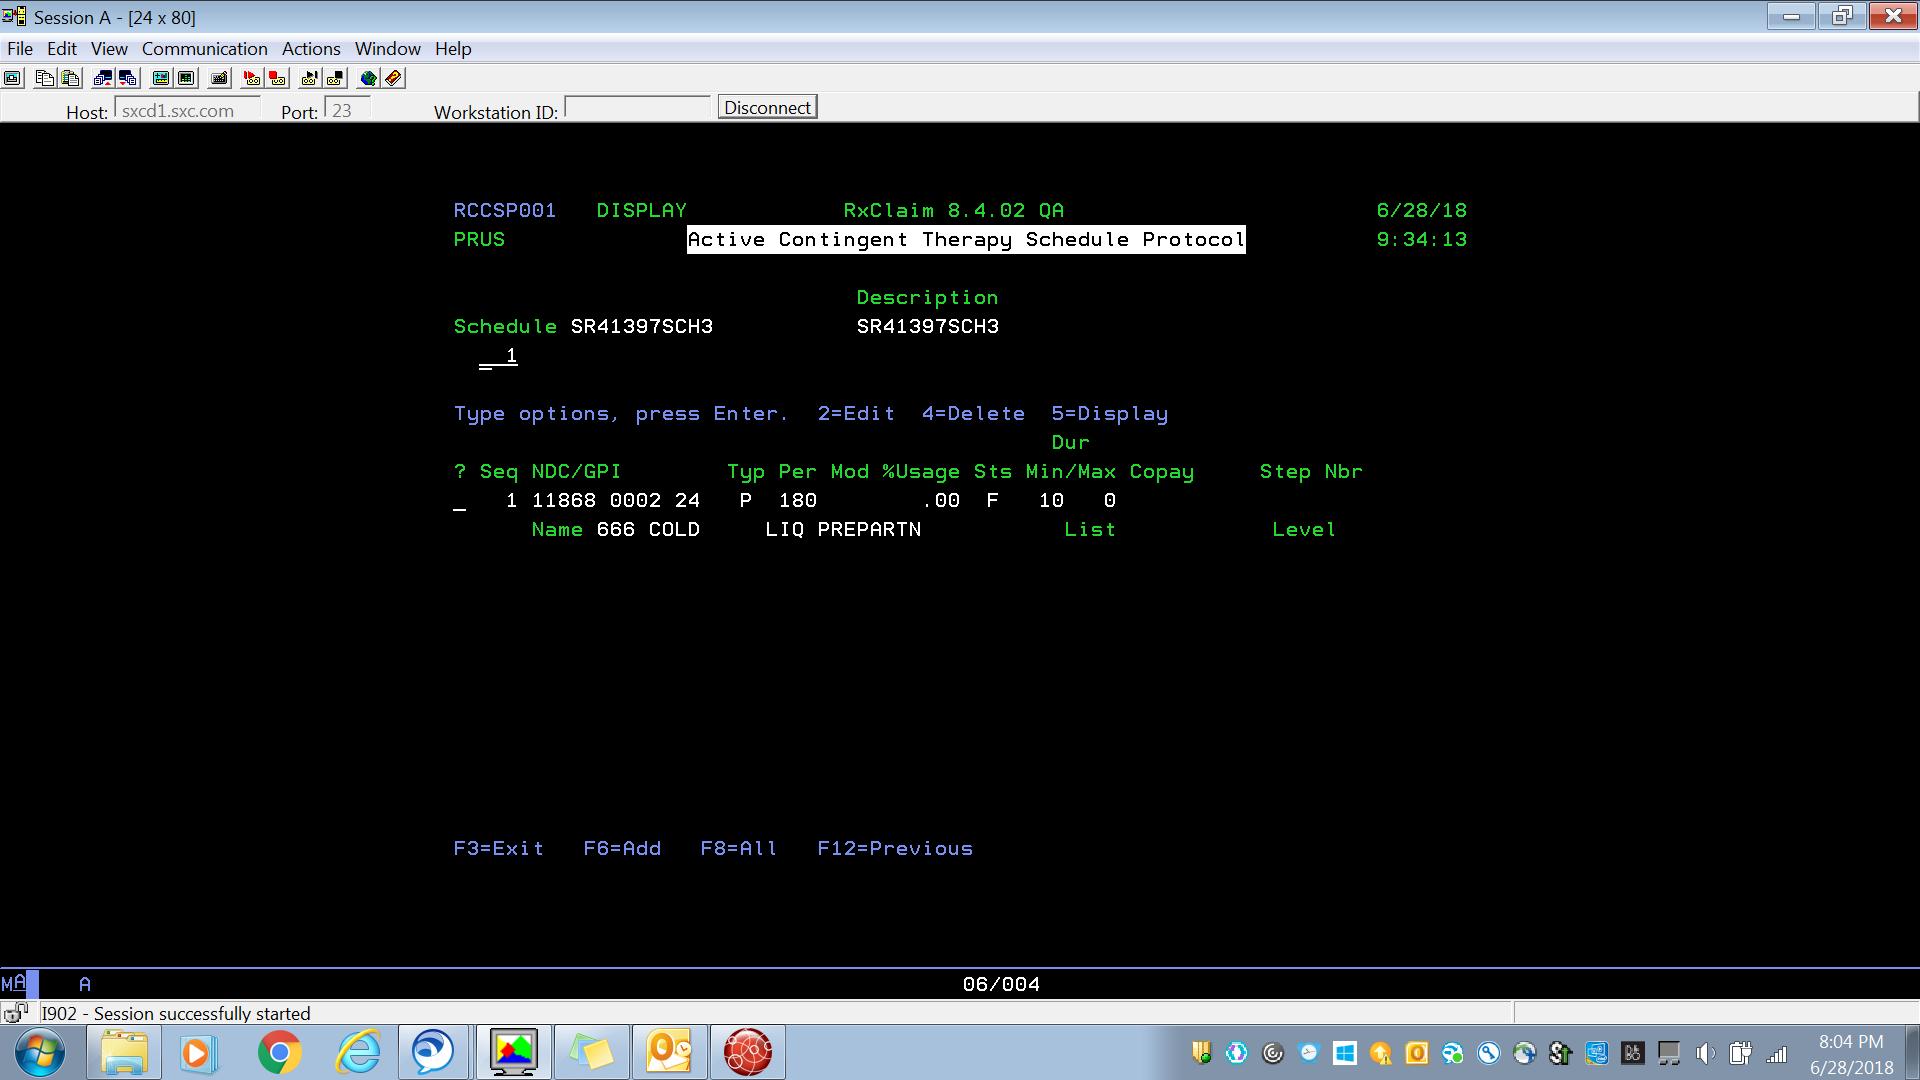 Session A - [24 x 80]
File Edit View Communication Actions Window Help
Host: sxcd1.sxc.com Port: 23 Workstation ID: Disconnect
RCCSP001 DISPLAY RxClaim 8.4.02 QA 6/28/18
PRUS Active Contingent Therapy Schedule Protocol 9:34:13
Description
Schedule SR41397SCH3 SR41397SCH3
1
Type options, press Enter. 2=Edit 4=Delete 5=Display
Dur
? Seq NDC/GPI Typ Per Mod %Usage Sts Min/Max Copay Step Nbr
_ 1 11868 0002 24 P 180 .00 F 10 0
Name 666 COLD LIQ PREPARTN List Level
F3=Exit F6=Add F8=All F12=Previous
MA A 06/004
I902 - Session successfully started
8:04 PM
6/28/2018